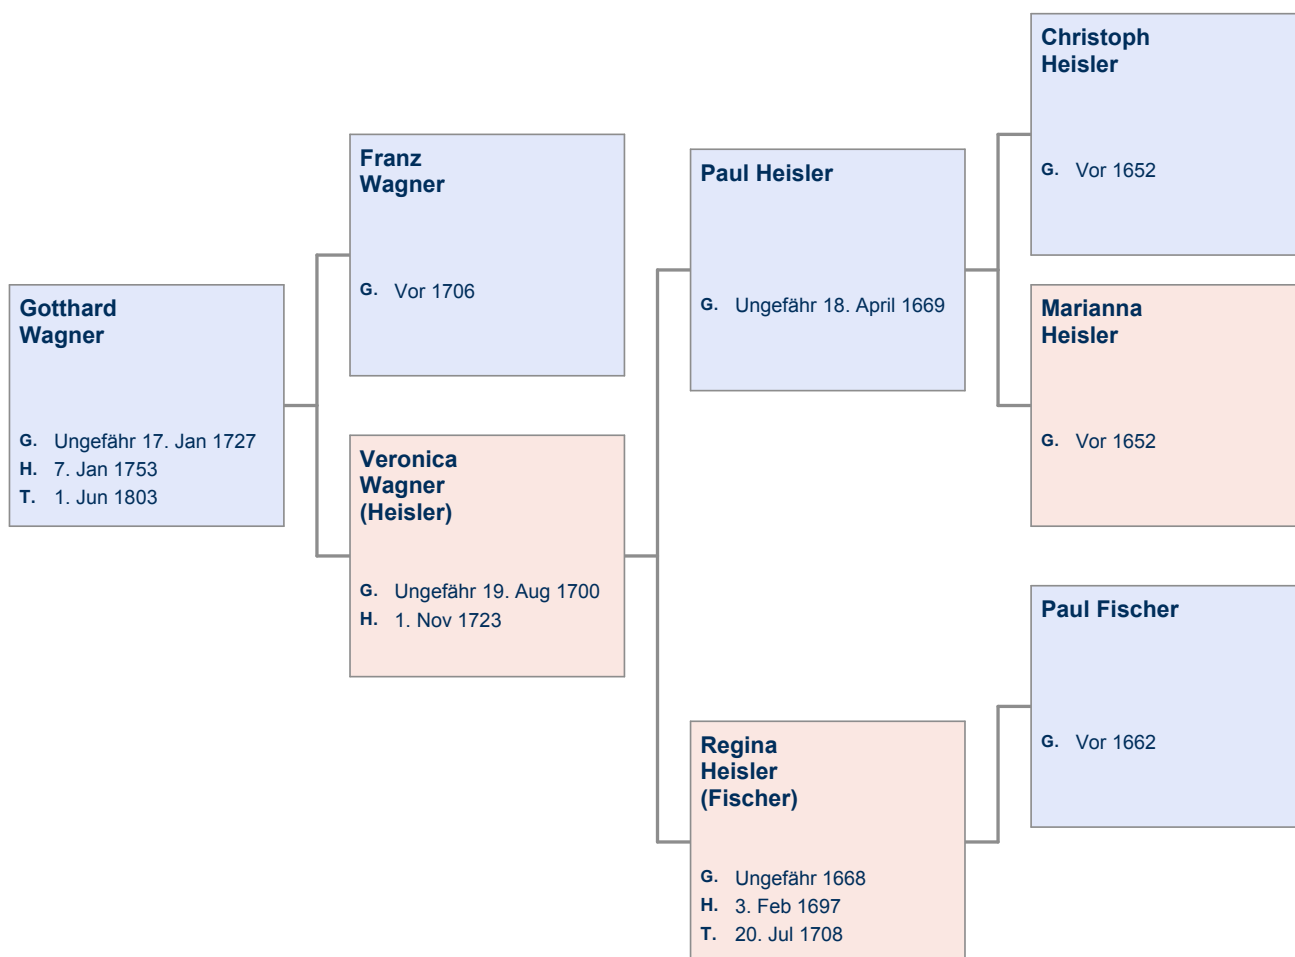 Gotthard
Wagner
G. Ungefähr 17. Jan 1727
H. 7. Jan 1753
T. 1. Jun 1803
Franz
Wagner
G. Vor 1706
Veronica
Wagner
(Heisler)
G. Ungefähr 19. Aug 1700
H. 1. Nov 1723
Paul Heisler
G. Ungefähr 18. April 1669
Regina
Heisler
(Fischer)
G. Ungefähr 1668
H. 3. Feb 1697
T. 20. Jul 1708
Christoph
Heisler
G. Vor 1652
Marianna
Heisler
G. Vor 1652
Paul Fischer
G. Vor 1662